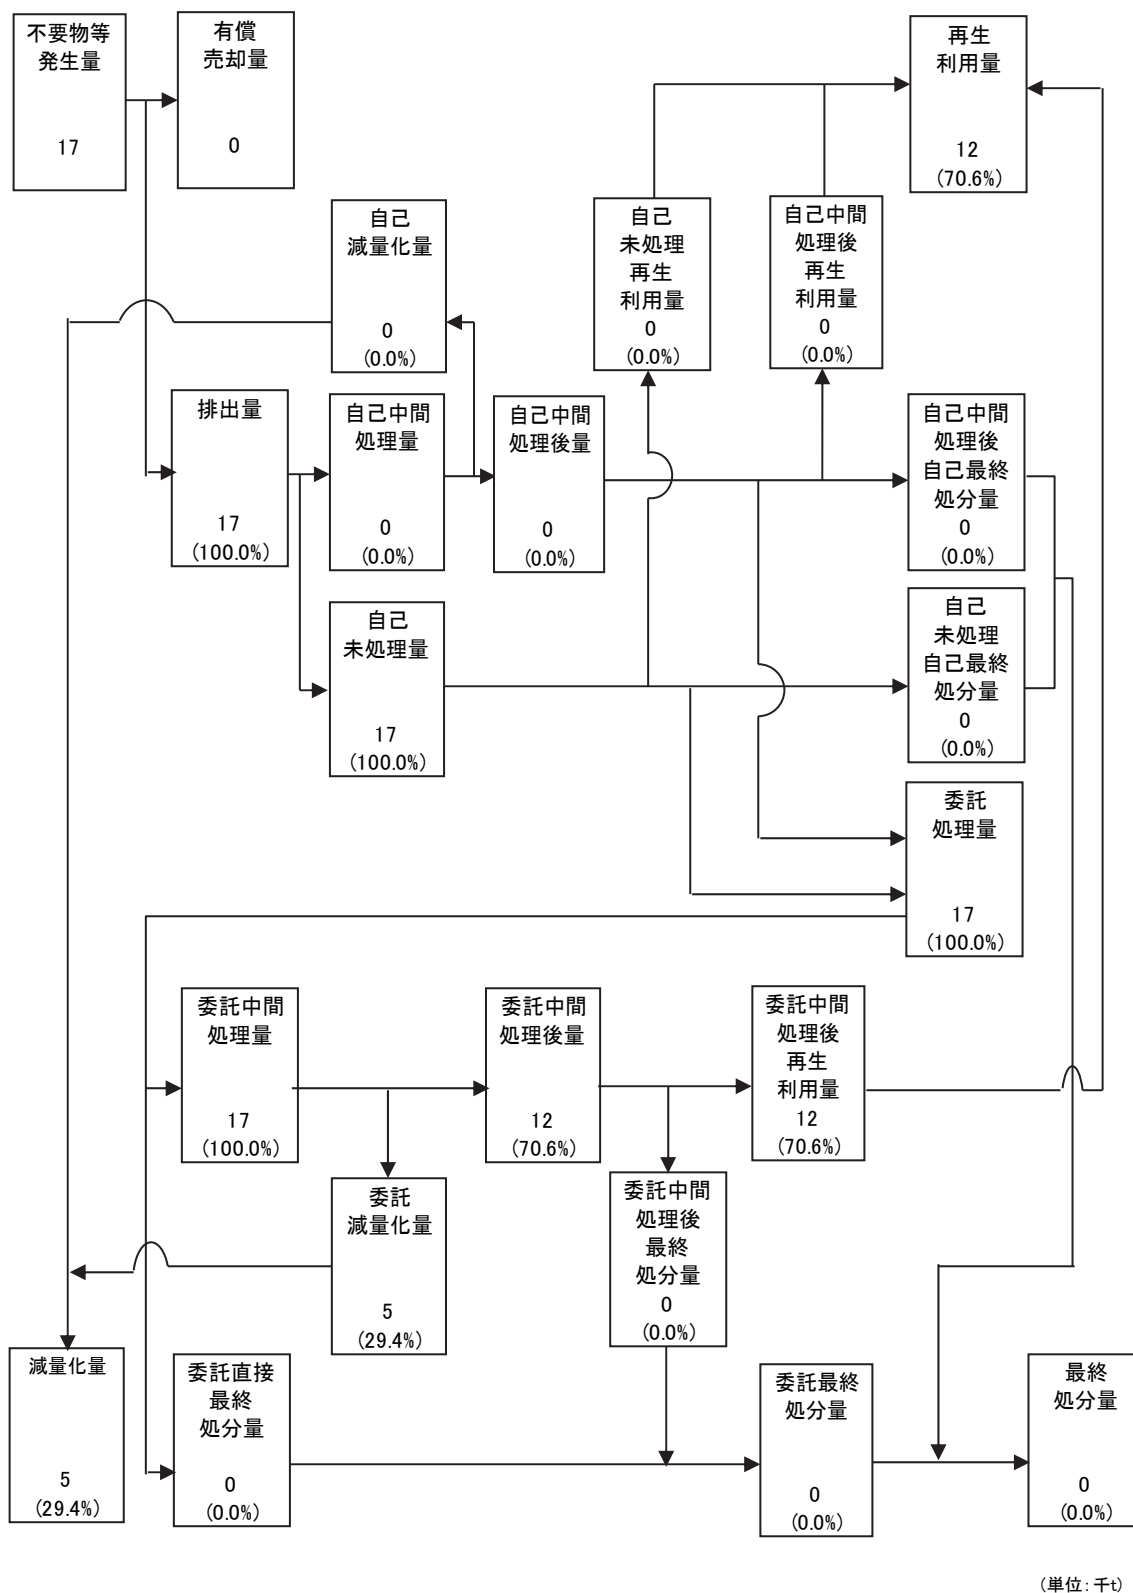 不要物等
発生量
17
有償
売却量
0
再生
利用量
12
(70.6%)
自己
減量化量
0
(0.0%)
自己
未処理
再生
利用量
0
(0.0%)
自己中間
処理後
再生
利用量
0
(0.0%)
排出量
17
(100.0%)
自己中間
処理量
0
(0.0%)
自己中間
処理後量
0
(0.0%)
自己中間
処理後
自己最終
処分量
0
(0.0%)
自己
未処理量
17
(100.0%)
自己
未処理
自己最終
処分量
0
(0.0%)
委託
処理量
17
(100.0%)
委託中間
処理量
17
(100.0%)
委託中間
処理後量
12
(70.6%)
委託中間
処理後
再生
利用量
12
(70.6%)
委託
減量化量
5
(29.4%)
委託中間
処理後
最終
処分量
0
(0.0%)
減量化量
5
(29.4%)
委託直接
最終
処分量
0
(0.0%)
委託最終
処分量
0
(0.0%)
最終
処分量
0
(0.0%)
(単位:千t)